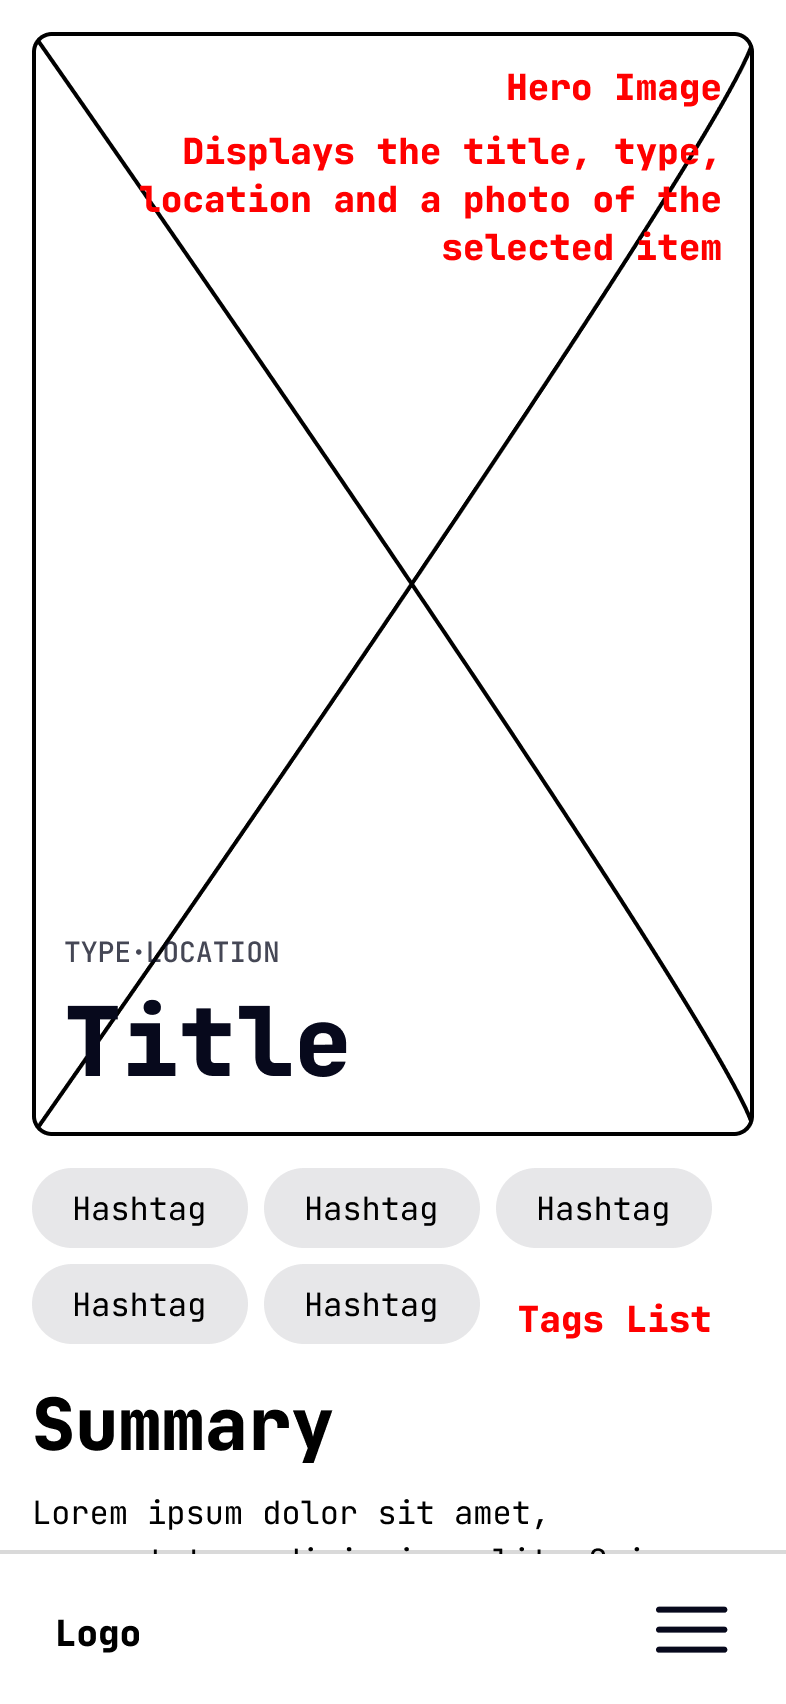 Hero Image
Displays the title, type,
location and a photo of the
selected item
TYPE·LOCATION
Title
Hashtag Hashtag Hashtag
Hashtag Hashtag Tags List
Summary
Lorem ipsum dolor sit amet,
Logo